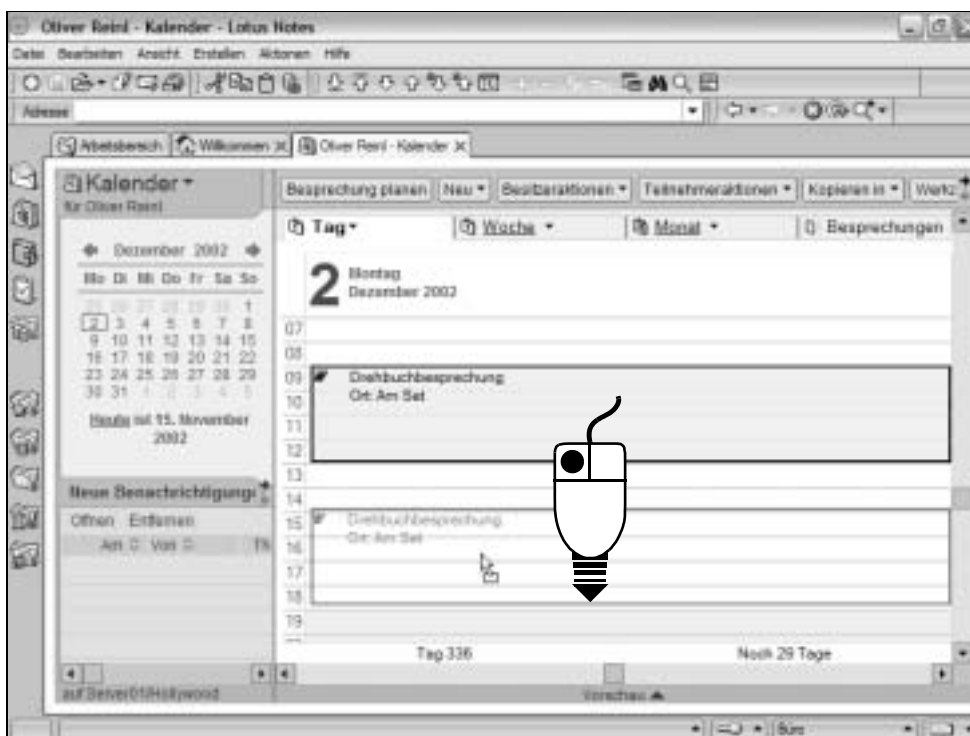 Oliver Reinl - Kalender - Lotus Notes
Datei Bearbeiten Ansicht Erstellen Aktionen Hilfe
Adresse
Arbeitsbereich Willkommen Oliver Reinl - Kalender
Kalender
für Oliver Reinl
Besprechung planen Neu Besitzeraktionen Teilnehmeraktionen Kopieren in Werkz
Tag Woche Monat Besprechungen
Dezember 2002
Mo Di Mi Do Fr Sa So
25 26 27 28 29 30 1
2 3 4 5 6 7 8
9 10 11 12 13 14 15
16 17 18 19 20 21 22
23 24 25 26 27 28 29
30 31 1 2 3 4 5
Heute ist 15. November
2002
2 Montag
Dezember 2002
07
08
09 Drehbuchbesprechung
10 Ort: Am Set
11
12
13
14
15 Drehbuchbesprechung
16 Ort: Am Set
17
18
19
Neue Benachrichtigunge
Öffnen Entfernen
Am Von Th
Tag 336 Noch 29 Tage
auf Server01/Hollywood
Vorschau
Büro